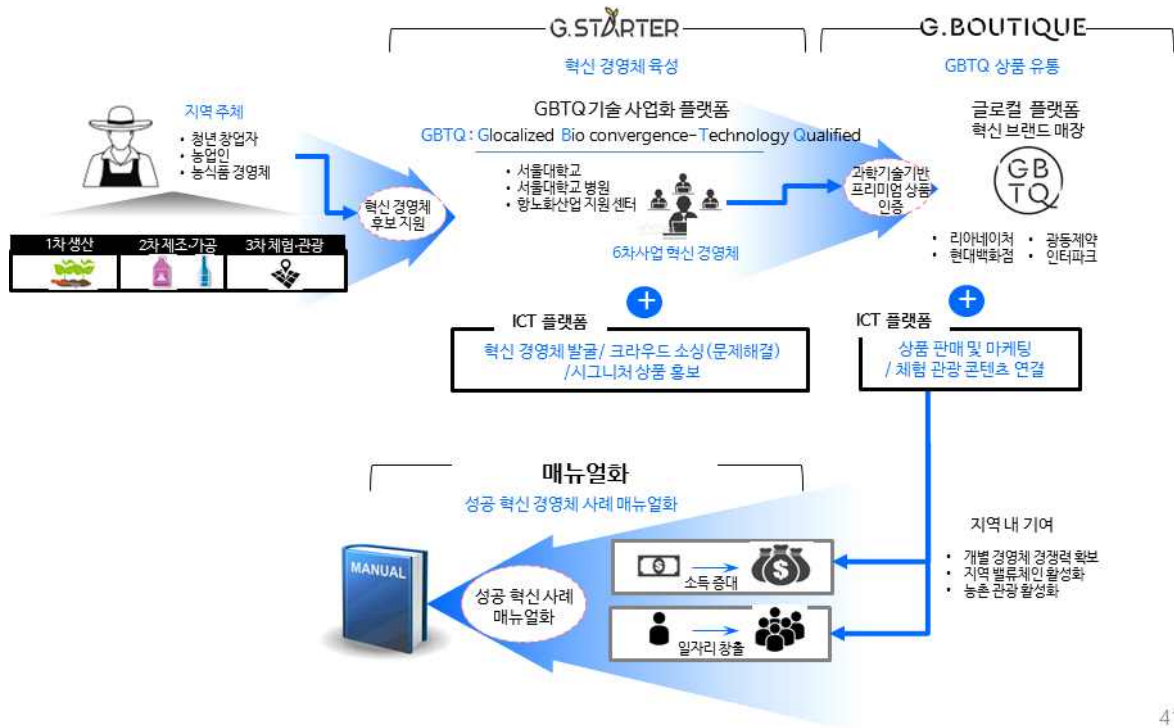 G.STARTER
혁신 경영체 육성
G.BOUTIQUE
GBTQ 상품 유통
지역 주체
• 청년 창업자
• 농업인
• 농식품 경영체
1차 생산
2차 제조·가공
3차 체험·관광
혁신 경영체
후보 지원
GBTQ 기술 사업화 플랫폼
GBTQ : Glocalized Bio convergence-Technology Qualified
• 서울대학교
• 서울대학교 병원
• 항노화산업 지원 센터
6차사업 혁신 경영체
과학기술기반
프리미엄 상품
인증
글로컬 플랫폼
혁신 브랜드 매장
GB
TQ
• 리아네이처
• 현대백화점
• 광동제약
• 인터파크
+
ICT 플랫폼
혁신 경영체 발굴/ 크라우드 소싱(문제해결)
/시그니처 상품 홍보
+
ICT 플랫폼
상품 판매 및 마케팅
/ 체험 관광 콘텐츠 연결
매뉴얼화
성공 혁신 경영체 사례 매뉴얼화
MANUAL
성공 혁신 사례
매뉴얼화
$
$
소득 증대
일자리 창출
지역 내 기여
• 개별 경영체 경쟁력 확보
• 지역 밸류체인 활성화
• 농촌 관광 활성화